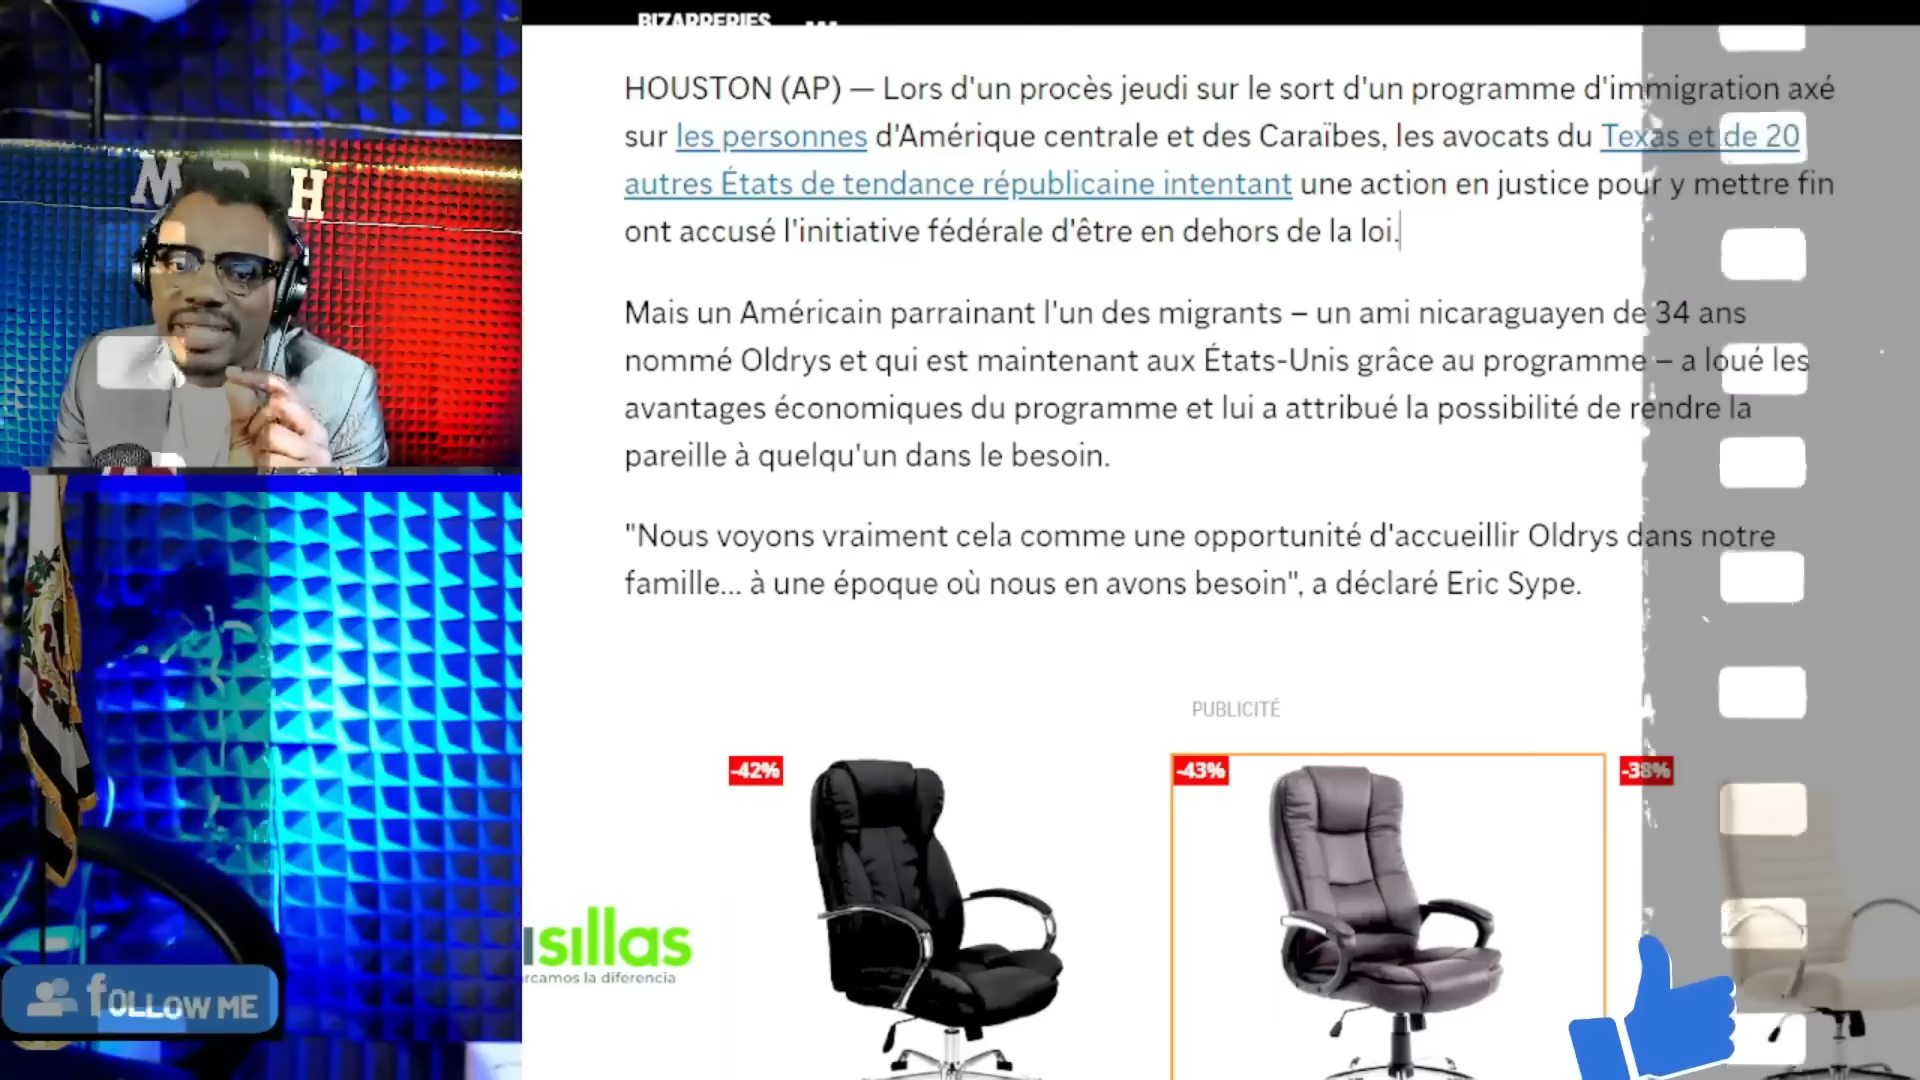 BIZARRERIES ...
HOUSTON (AP) — Lors d'un procès jeudi sur le sort d'un programme d'immigration axé
sur les personnes d'Amérique centrale et des Caraïbes, les avocats du Texas et de 20
autres États de tendance républicaine intentant une action en justice pour y mettre fin
ont accusé l'initiative fédérale d'être en dehors de la loi.
Mais un Américain parrainant l'un des migrants – un ami nicaraguayen de 34 ans
nommé Oldrys et qui est maintenant aux États-Unis grâce au programme – a loué les
avantages économiques du programme et lui a attribué la possibilité de rendre la
pareille à quelqu'un dans le besoin.
"Nous voyons vraiment cela comme une opportunité d'accueillir Oldrys dans notre
famille... à une époque où nous en avons besoin", a déclaré Eric Sype.
PUBLICITÉ
-42%
-43%
-38%
sillas
rcamos la diferencia
M H
fOLLOW ME